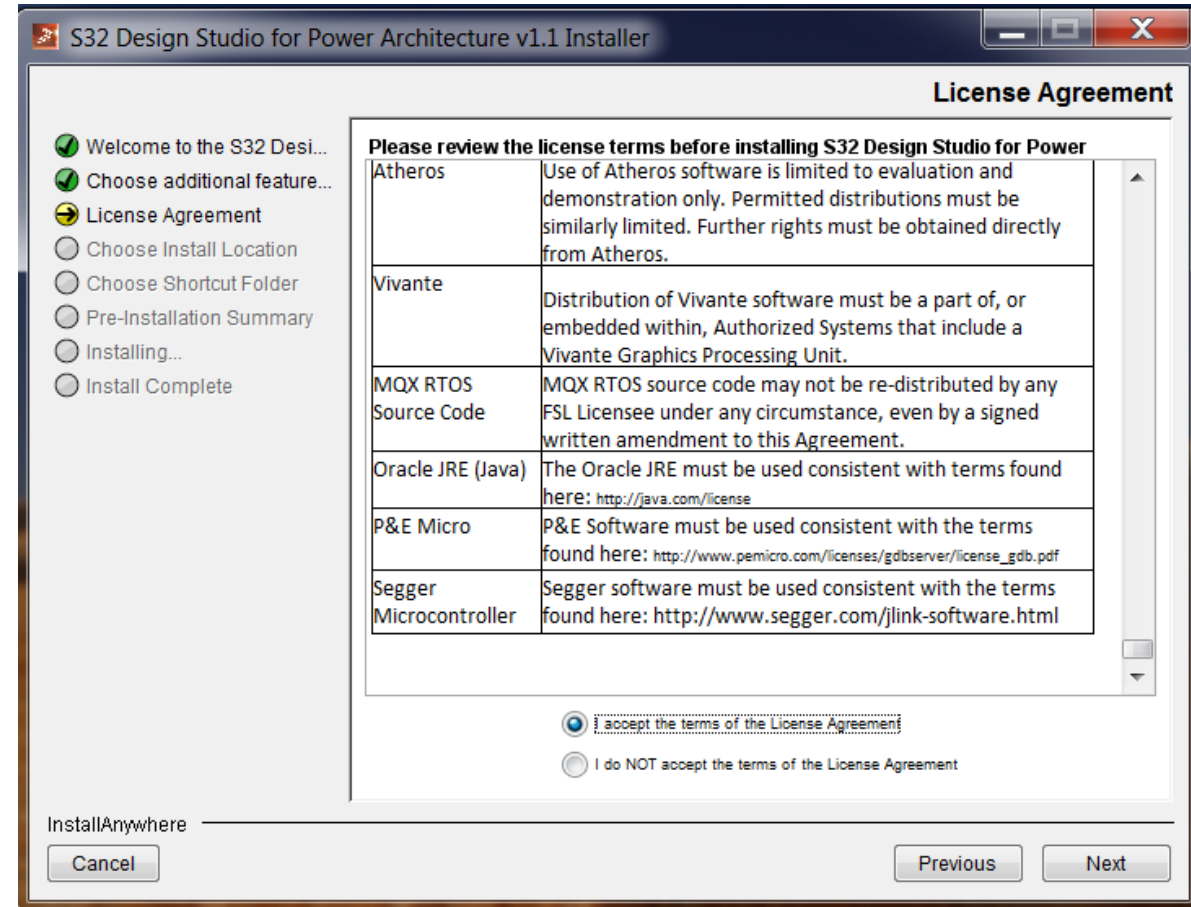 S32 Design Studio for Power Architecture v1.1 Installer
License Agreement
Welcome to the S32 Desi...
Choose additional feature...
License Agreement
Choose Install Location
Choose Shortcut Folder
Pre-Installation Summary
Installing...
Install Complete
Please review the license terms before installing S32 Design Studio for Power
Atheros
Use of Atheros software is limited to evaluation and
demonstration only. Permitted distributions must be
similarly limited. Further rights must be obtained directly
from Atheros.
Vivante
Distribution of Vivante software must be a part of, or
embedded within, Authorized Systems that include a
Vivante Graphics Processing Unit.
MQX RTOS
Source Code
MQX RTOS source code may not be re-distributed by any
FSL Licensee under any circumstance, even by a signed
written amendment to this Agreement.
Oracle JRE (Java)
The Oracle JRE must be used consistent with terms found
here: http://java.com/license
P&E Micro
P&E Software must be used consistent with the terms
found here: http://www.pemicro.com/licenses/gdbserver/license_gdb.pdf
Segger
Microcontroller
Segger software must be used consistent with the terms
found here: http://www.segger.com/jlink-software.html
I accept the terms of the License Agreement
I do NOT accept the terms of the License Agreement
InstallAnywhere
Cancel
Previous
Next